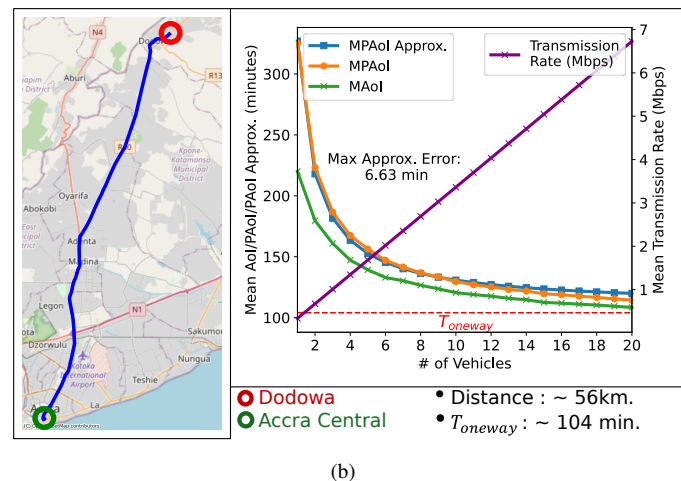 N4
Aburi
R13
R40
Oyarifa
Abokobi
Adenta
Madina
Legon
N1
Dzorwulu
Sakumo
Kotoka
International
Airport
Nungua
Teshie
La
Accra
MPAoI Approx.
MPAoI
MAoI
Transmission
Rate (Mbps)
Max Approx. Error:
6.63 min
T_oneway
Mean AoI/PAoI/PAoI Approx. (minutes)
300
250
200
150
100
7
6
5
4
3
2
1
Mean Transmission Rate (Mbps)
2 4 6 8 10 12 14 16 18 20
# of Vehicles
Dodowa
Accra Central
• Distance : ~ 56km.
• T_oneway : ~ 104 min.
(b)